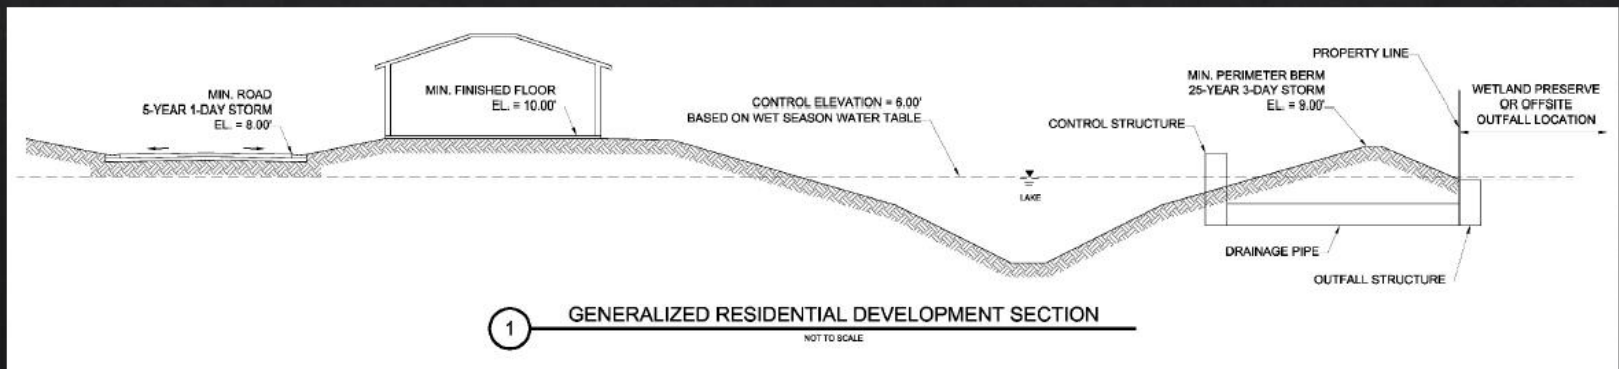 MIN. ROAD
5-YEAR 1-DAY STORM
EL. = 8.00'
MIN. FINISHED FLOOR
EL. = 10.00'
CONTROL ELEVATION = 6.00'
BASED ON WET SEASON WATER TABLE
LAKE
CONTROL STRUCTURE
MIN. PERIMETER BERM
25-YEAR 3-DAY STORM
EL. = 9.00'
PROPERTY LINE
WETLAND PRESERVE
OR OFFSITE
OUTFALL LOCATION
DRAINAGE PIPE
OUTFALL STRUCTURE
1
GENERALIZED RESIDENTIAL DEVELOPMENT SECTION
NOT TO SCALE